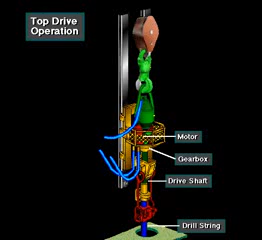 Top Drive
Operation
Motor
Gearbox
Drive Shaft
Drill String